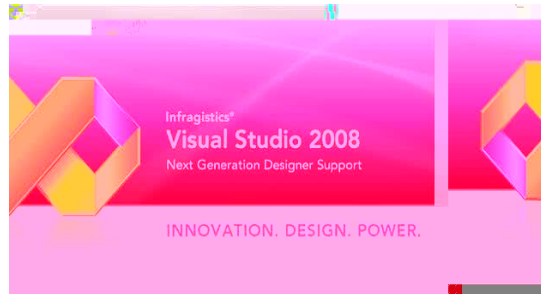 Infragistics®
Visual Studio 2008
Next Generation Designer Support
INNOVATION. DESIGN. POWER.